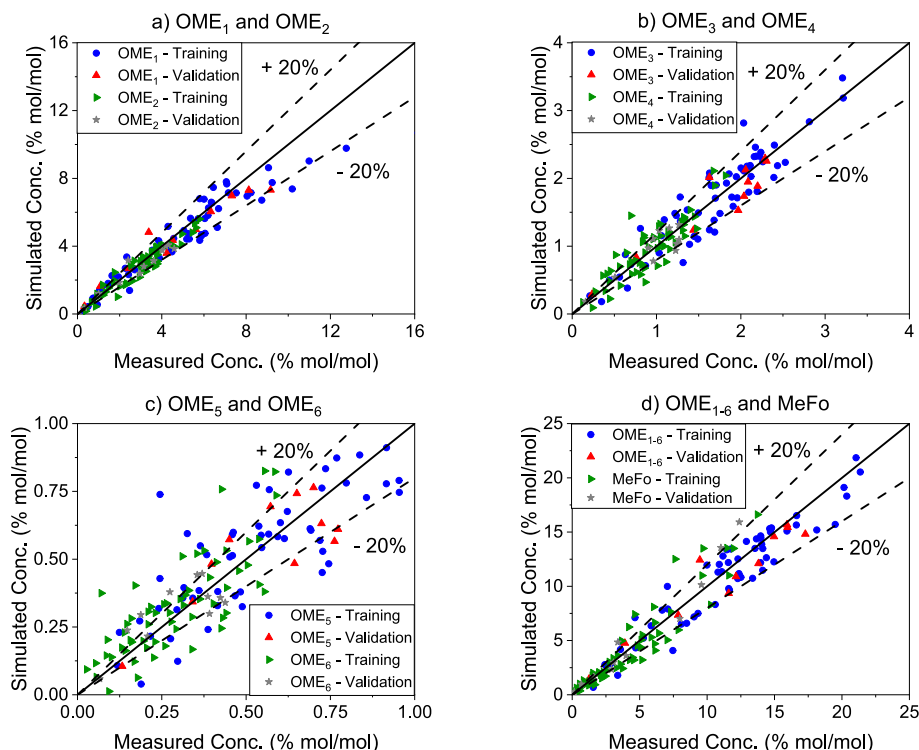 a) OME₁ and OME₂
16
12
8
4
0
0 4 8 12 16
Simulated Conc. (% mol/mol)
Measured Conc. (% mol/mol)
OME₁ - Training
OME₁ - Validation
OME₂ - Training
OME₂ - Validation
+ 20%
- 20%
b) OME₃ and OME₄
4
3
2
1
0
0 1 2 3 4
Simulated Conc. (% mol/mol)
Measured Conc. (% mol/mol)
OME₃ - Training
OME₃ - Validation
OME₄ - Training
OME₄ - Validation
+ 20%
- 20%
c) OME₅ and OME₆
1.00
0.75
0.50
0.25
0.00
0.00 0.25 0.50 0.75 1.00
Simulated Conc. (% mol/mol)
Measured Conc. (% mol/mol)
+ 20%
- 20%
OME₅ - Training
OME₅ - Validation
OME₆ - Training
OME₆ - Validation
d) OME₁₋₆ and MeFo
25
20
15
10
5
0
0 5 10 15 20 25
Simulated Conc. (% mol/mol)
Measured Conc. (% mol/mol)
OME₁₋₆ - Training
OME₁₋₆ - Validation
MeFo - Training
MeFo - Validation
+ 20%
- 20%